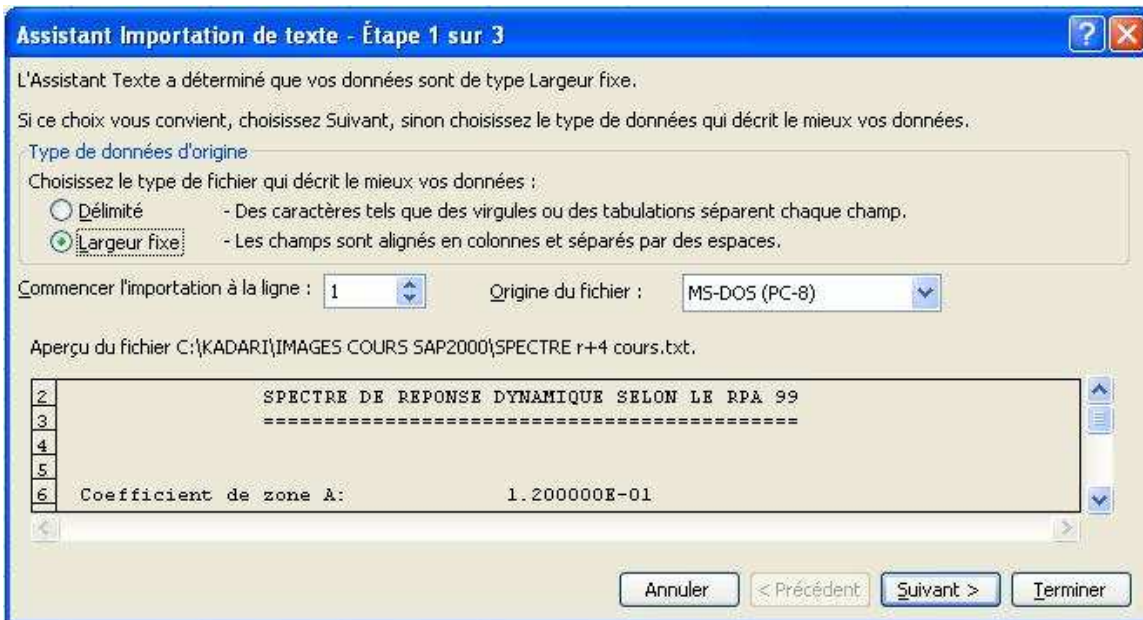 Assistant Importation de texte - Étape 1 sur 3
L'Assistant Texte a déterminé que vos données sont de type Largeur fixe.
Si ce choix vous convient, choisissez Suivant, sinon choisissez le type de données qui décrit le mieux vos données.
Type de données d'origine
Choisissez le type de fichier qui décrit le mieux vos données :
Délimité - Des caractères tels que des virgules ou des tabulations séparent chaque champ.
Largeur fixe - Les champs sont alignés en colonnes et séparés par des espaces.
Commencer l'importation à la ligne : 1 Origine du fichier : MS-DOS (PC-8)
Aperçu du fichier C:\KADARI\IMAGES COURS SAP2000\SPECTRE r+4 cours.txt.
2 SPECTRE DE REPONSE DYNAMIQUE SELON LE RPA 99
3 ============================================
4
5
6 Coefficient de zone A: 1.200000E-01
Annuler < Précédent Suivant > Terminer